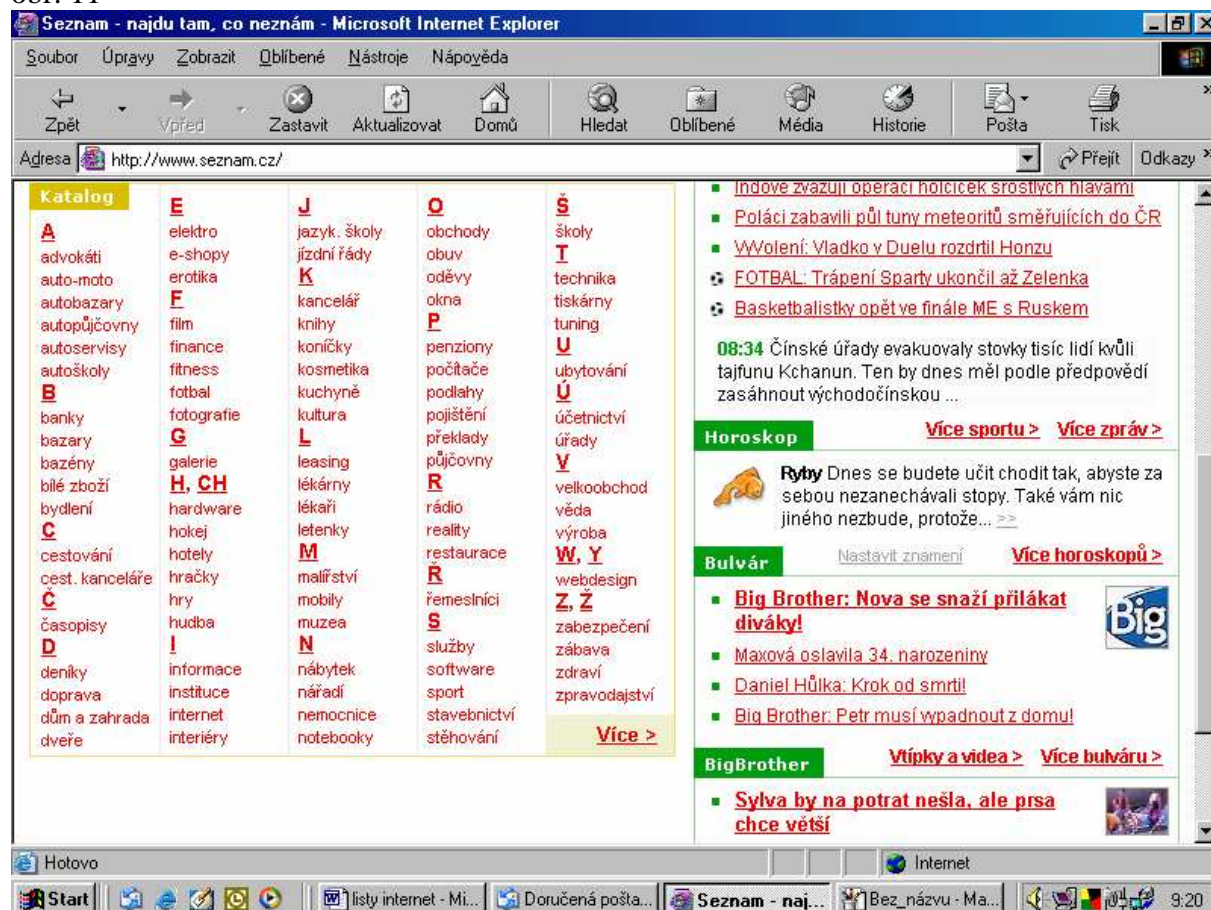 obr. 11
Seznam - najdu tam, co neznám - Microsoft Internet Explorer
Soubor Úpravy Zobrazit Oblíbené Nástroje Nápověda
Zpět Vpřed Zastavit Aktualizovat Domů Hledat Oblíbené Média Historie Pošta Tisk
Adresa http://www.seznam.cz/ Přejít Odkazy
Katalog
A
advokáti
auto-moto
autobazary
autopůjčovny
autoservisy
autoškoly
B
banky
bazary
bazény
bílé zboží
bydlení
C
cestování
cest. kanceláře
Č
časopisy
D
deníky
doprava
dům a zahrada
dveře
E
elektro
e-shopy
erotika
F
film
finance
fitness
fotbal
fotografie
G
galerie
H, CH
hardware
hokej
hotely
hračky
hry
hudba
I
informace
instituce
internet
interiéry
J
jazyk. školy
jízdní řády
K
kancelář
knihy
koníčky
kosmetika
kuchyně
kultura
L
leasing
lékárny
lékaři
letenky
M
malířství
mobily
muzea
N
nábytek
nářadí
nemocnice
notebooky
O
obchody
obuv
oděvy
okna
P
penziony
počítače
podlahy
pojištění
překlady
půjčovny
R
rádio
reality
restaurace
Ř
řemeslníci
S
služby
software
sport
stavebnictví
stěhování
Š
školy
T
technika
tiskárny
tuning
U
ubytování
Ú
účetnictví
úřady
V
velkoobchod
věda
výroba
W, Y
webdesign
Z, Ž
zabezpečení
zábava
zdraví
zpravodajství
Více >
Indové zvažují operaci holčiček srostlých hlavami
Poláci zabavili půl tuny meteoritů směřujících do ČR
VyVolení: Vladko v Duelu rozdrtil Honzu
FOTBAL: Trápení Sparty ukončil až Zelenka
Basketbalistky opět ve finále ME s Ruskem
08:34 Čínské úřady evakuovaly stovky tisíc lidí kvůli
tajfunu Kchanun. Ten by dnes měl podle předpovědí
zasáhnout východočínskou ...
Více sportu > Více zpráv >
Horoskop
Ryby Dnes se budete učit chodit tak, abyste za
sebou nezanechávali stopy. Také vám nic
jiného nezbude, protože... >>
Nastavit znamení Více horoskopů >
Bulvár
Big Brother: Nova se snaží přilákat
diváky!
Big
Maxová oslavila 34. narozeniny
Daniel Hůlka: Krok od smrti!
Big Brother: Petr musí vypadnout z domu!
Vtípky a videa > Více bulváru >
BigBrother
Sylva by na potrat nešla, ale prsa
chce větší
Hotovo Internet
Start listy internet - Mi... Doručená pošta... Seznam - naj... Bez_názvu - Ma... 9:20